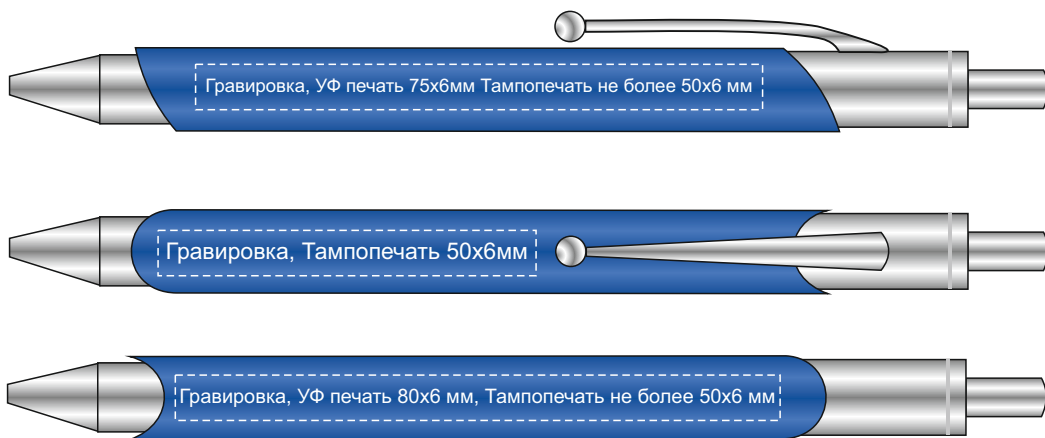 Гравировка, УФ печать 75х6мм Тампопечать не более 50х6 мм
Гравировка, Тампопечать 50х6мм
Гравировка, УФ печать 80х6 мм, Тампопечать не более 50х6 мм